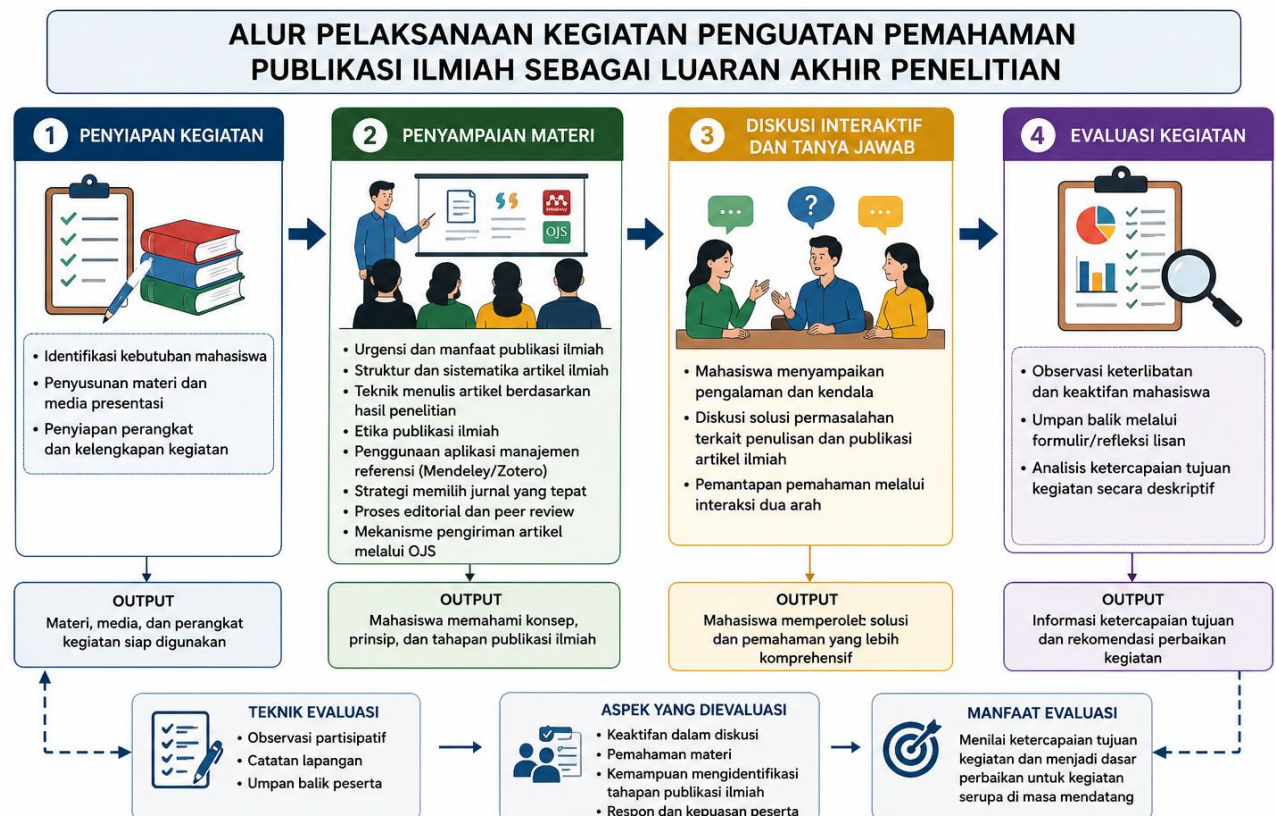 ALUR PELAKSANAAN KEGIATAN PENGUATAN PEMAHAMAN
PUBLIKASI ILMIAH SEBAGAI LUARAN AKHIR PENELITIAN
1 PENYIAPAN KEGIATAN
• Identifikasi kebutuban mahasiswa
• Penyusunan materi dan
media presentasi
• Penyiapan perangkat
dan kelengkapan kegiatan
OUTPUT
Materi, media, dan perangkat
kegiatan siap digunakan
2 PENYAMPAIAN MATERI
OJS
• Urgensi dan manfaat publikasi ilmiah
• Struktur dan sistematika artikel ilmiah
• Teknik menulis artikel berdasarkan
hasil penelitian
• Etika publikasi ilmiah
• Penggunaan aplikasi manajemen
referensi (Mendeley/Zotero)
• Strategi memilih jurnal yang tepat
• Proses editorial dan peer review
• Mekanisme pengiriman artikel
melalui OJS
OUTPUT
Mahasiswa memahami konsep,
prinsip, dan tahapan publikasi ilmiah
3 DISKUSI INTERAKTIF
DAN TANYA JAWAB
?
• Mahasiswa menyampaikan
pengalaman dan kendala
• Diskusi solusi permasalahan
terkait penulisan dan publikasi
artikel ilmiah
• Pemantapan pemahaman melalui
interaksi dua arah
OUTPUT
Mahasiswa memperolet: solusi
dan pemahaman yang lebih
komprehensif
4 EVALUASI KEGIATAN
• Observasi keterlibatan
dan keaktifan mahasiswa
• Umpan balik melalui
formulir/refleksi lisan
• Analisis ketercapaian tujuan
kegiatan secara deskriptif
OUTPUT
Informasi ketercapaian tujuan
dan rekomendasi perbaikan
kegiatan
TEKNIK EVALUASI
• Observasi partisipatif
• Catatan lapangan
• Umpan balik peserta
ASPEK YANG DIEVALUASI
• Keaktifan dalam diskusi
• Pemahaman materi
• Kemampuan mengidentifikasi
tahapan publikasi ilmiah
• Respon dan kepuasan peserta
MANFAAT EVALUASI
Menilai ketercapaian tujuan
kegiatan dan menjadi dasar
perbaikan untuk kegiatan
serupa di masa mendatang